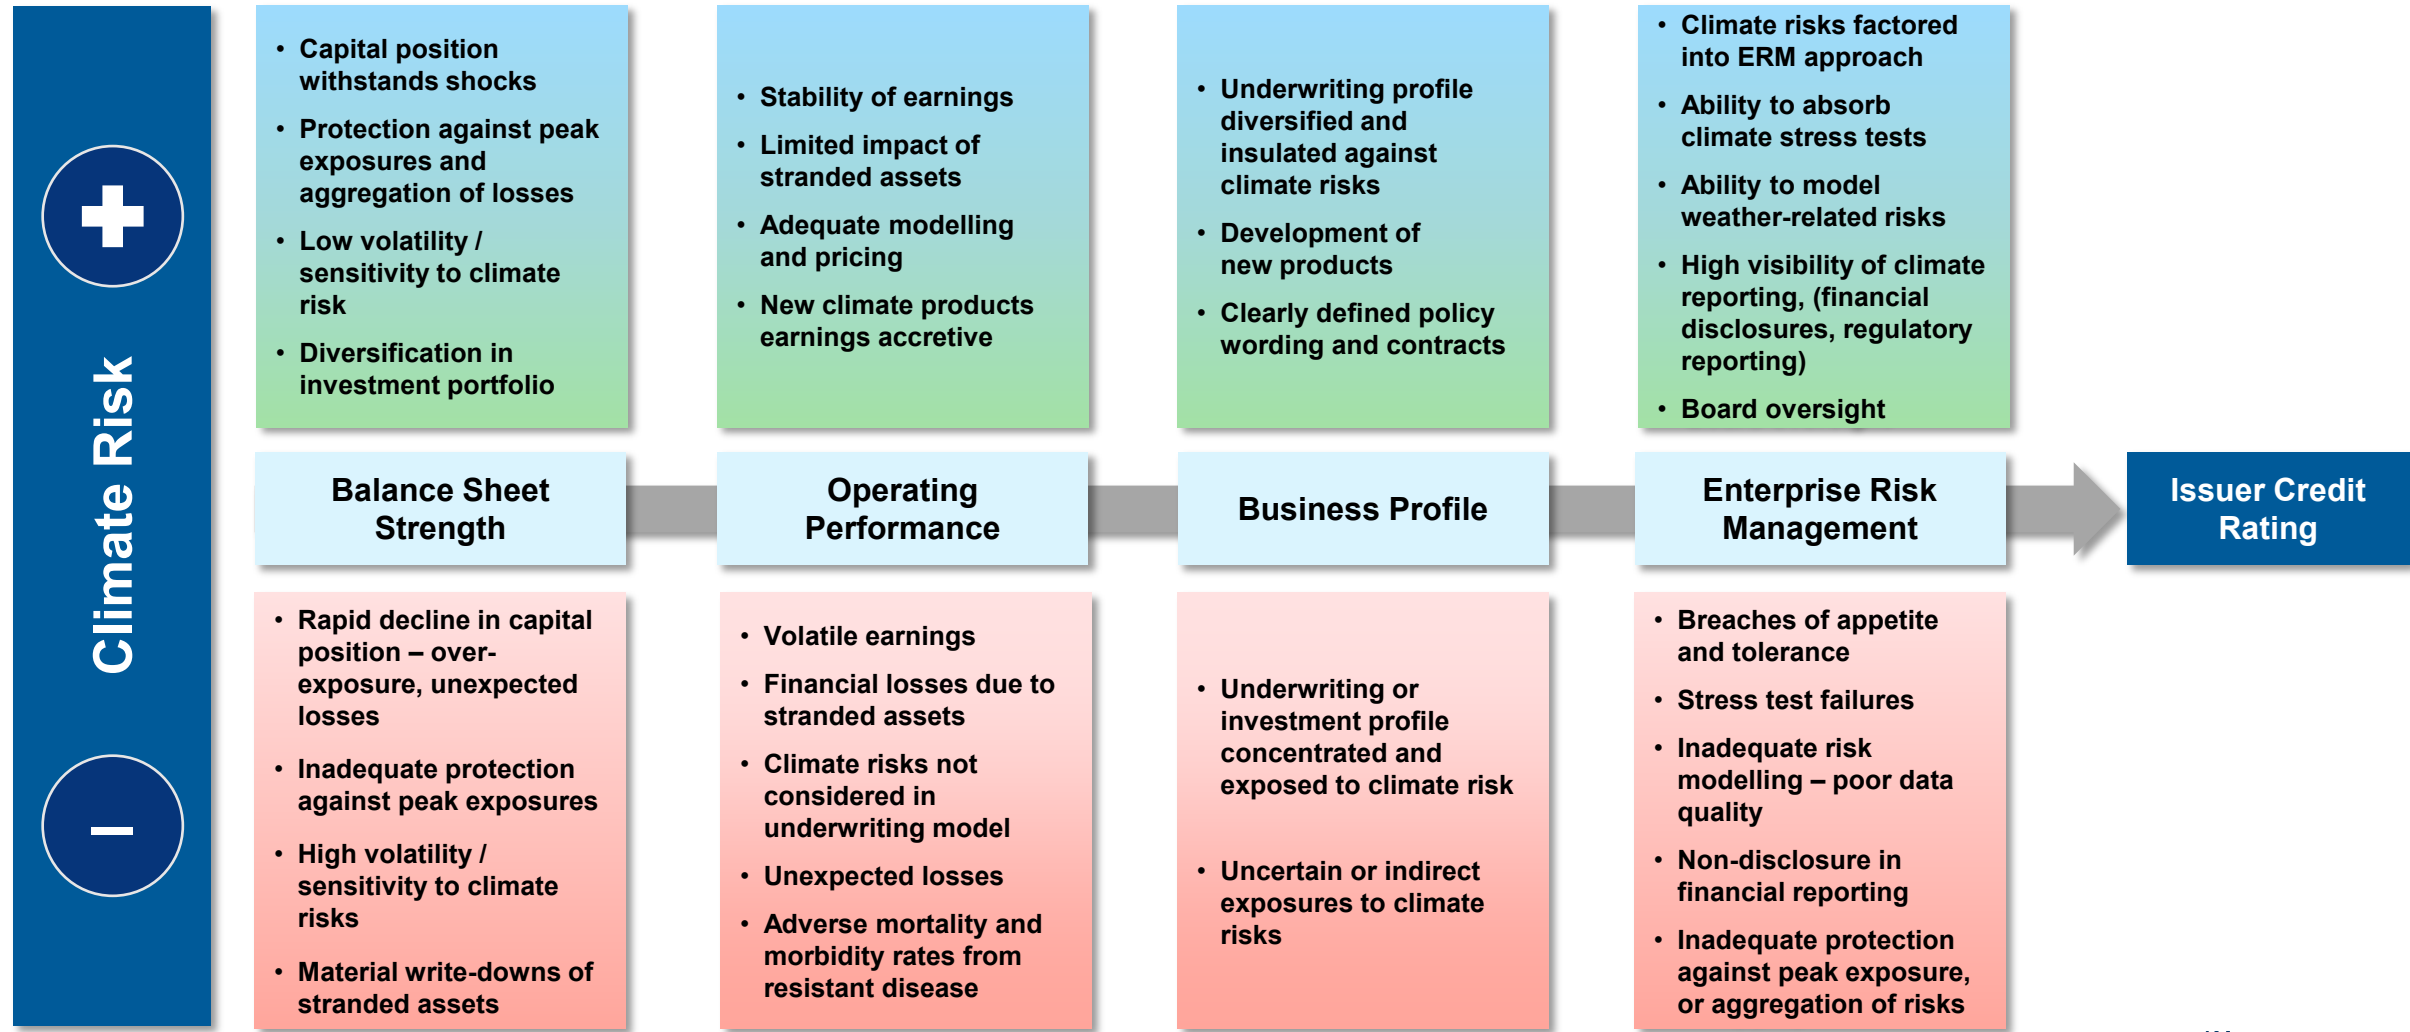 Climate Risk
• Capital position
withstands shocks
• Protection against peak
exposures and
aggregation of losses
• Low volatility /
sensitivity to climate
risk
• Diversification in
investment portfolio
• Stability of earnings
• Limited impact of
stranded assets
• Adequate modelling
and pricing
• New climate products
earnings accretive
• Underwriting profile
diversified and
insulated against
climate risks
• Development of
new products
• Clearly defined policy
wording and contracts
• Climate risks factored
into ERM approach
• Ability to absorb
climate stress tests
• Ability to model
weather-related risks
• High visibility of climate
reporting, (financial
disclosures, regulatory
reporting)
• Board oversight
Balance Sheet
Strength
Operating
Performance
Business Profile
Enterprise Risk
Management
Issuer Credit
Rating
• Rapid decline in capital
position – over-
exposure, unexpected
losses
• Inadequate protection
against peak exposures
• High volatility /
sensitivity to climate
risks
• Material write-downs of
stranded assets
• Volatile earnings
• Financial losses due to
stranded assets
• Climate risks not
considered in
underwriting model
• Unexpected losses
• Adverse mortality and
morbidity rates from
resistant disease
• Underwriting or
investment profile
concentrated and
exposed to climate risk
• Uncertain or indirect
exposures to climate
risks
• Breaches of appetite
and tolerance
• Stress test failures
• Inadequate risk
modelling – poor data
quality
• Non-disclosure in
financial reporting
• Inadequate protection
against peak exposure,
or aggregation of risks